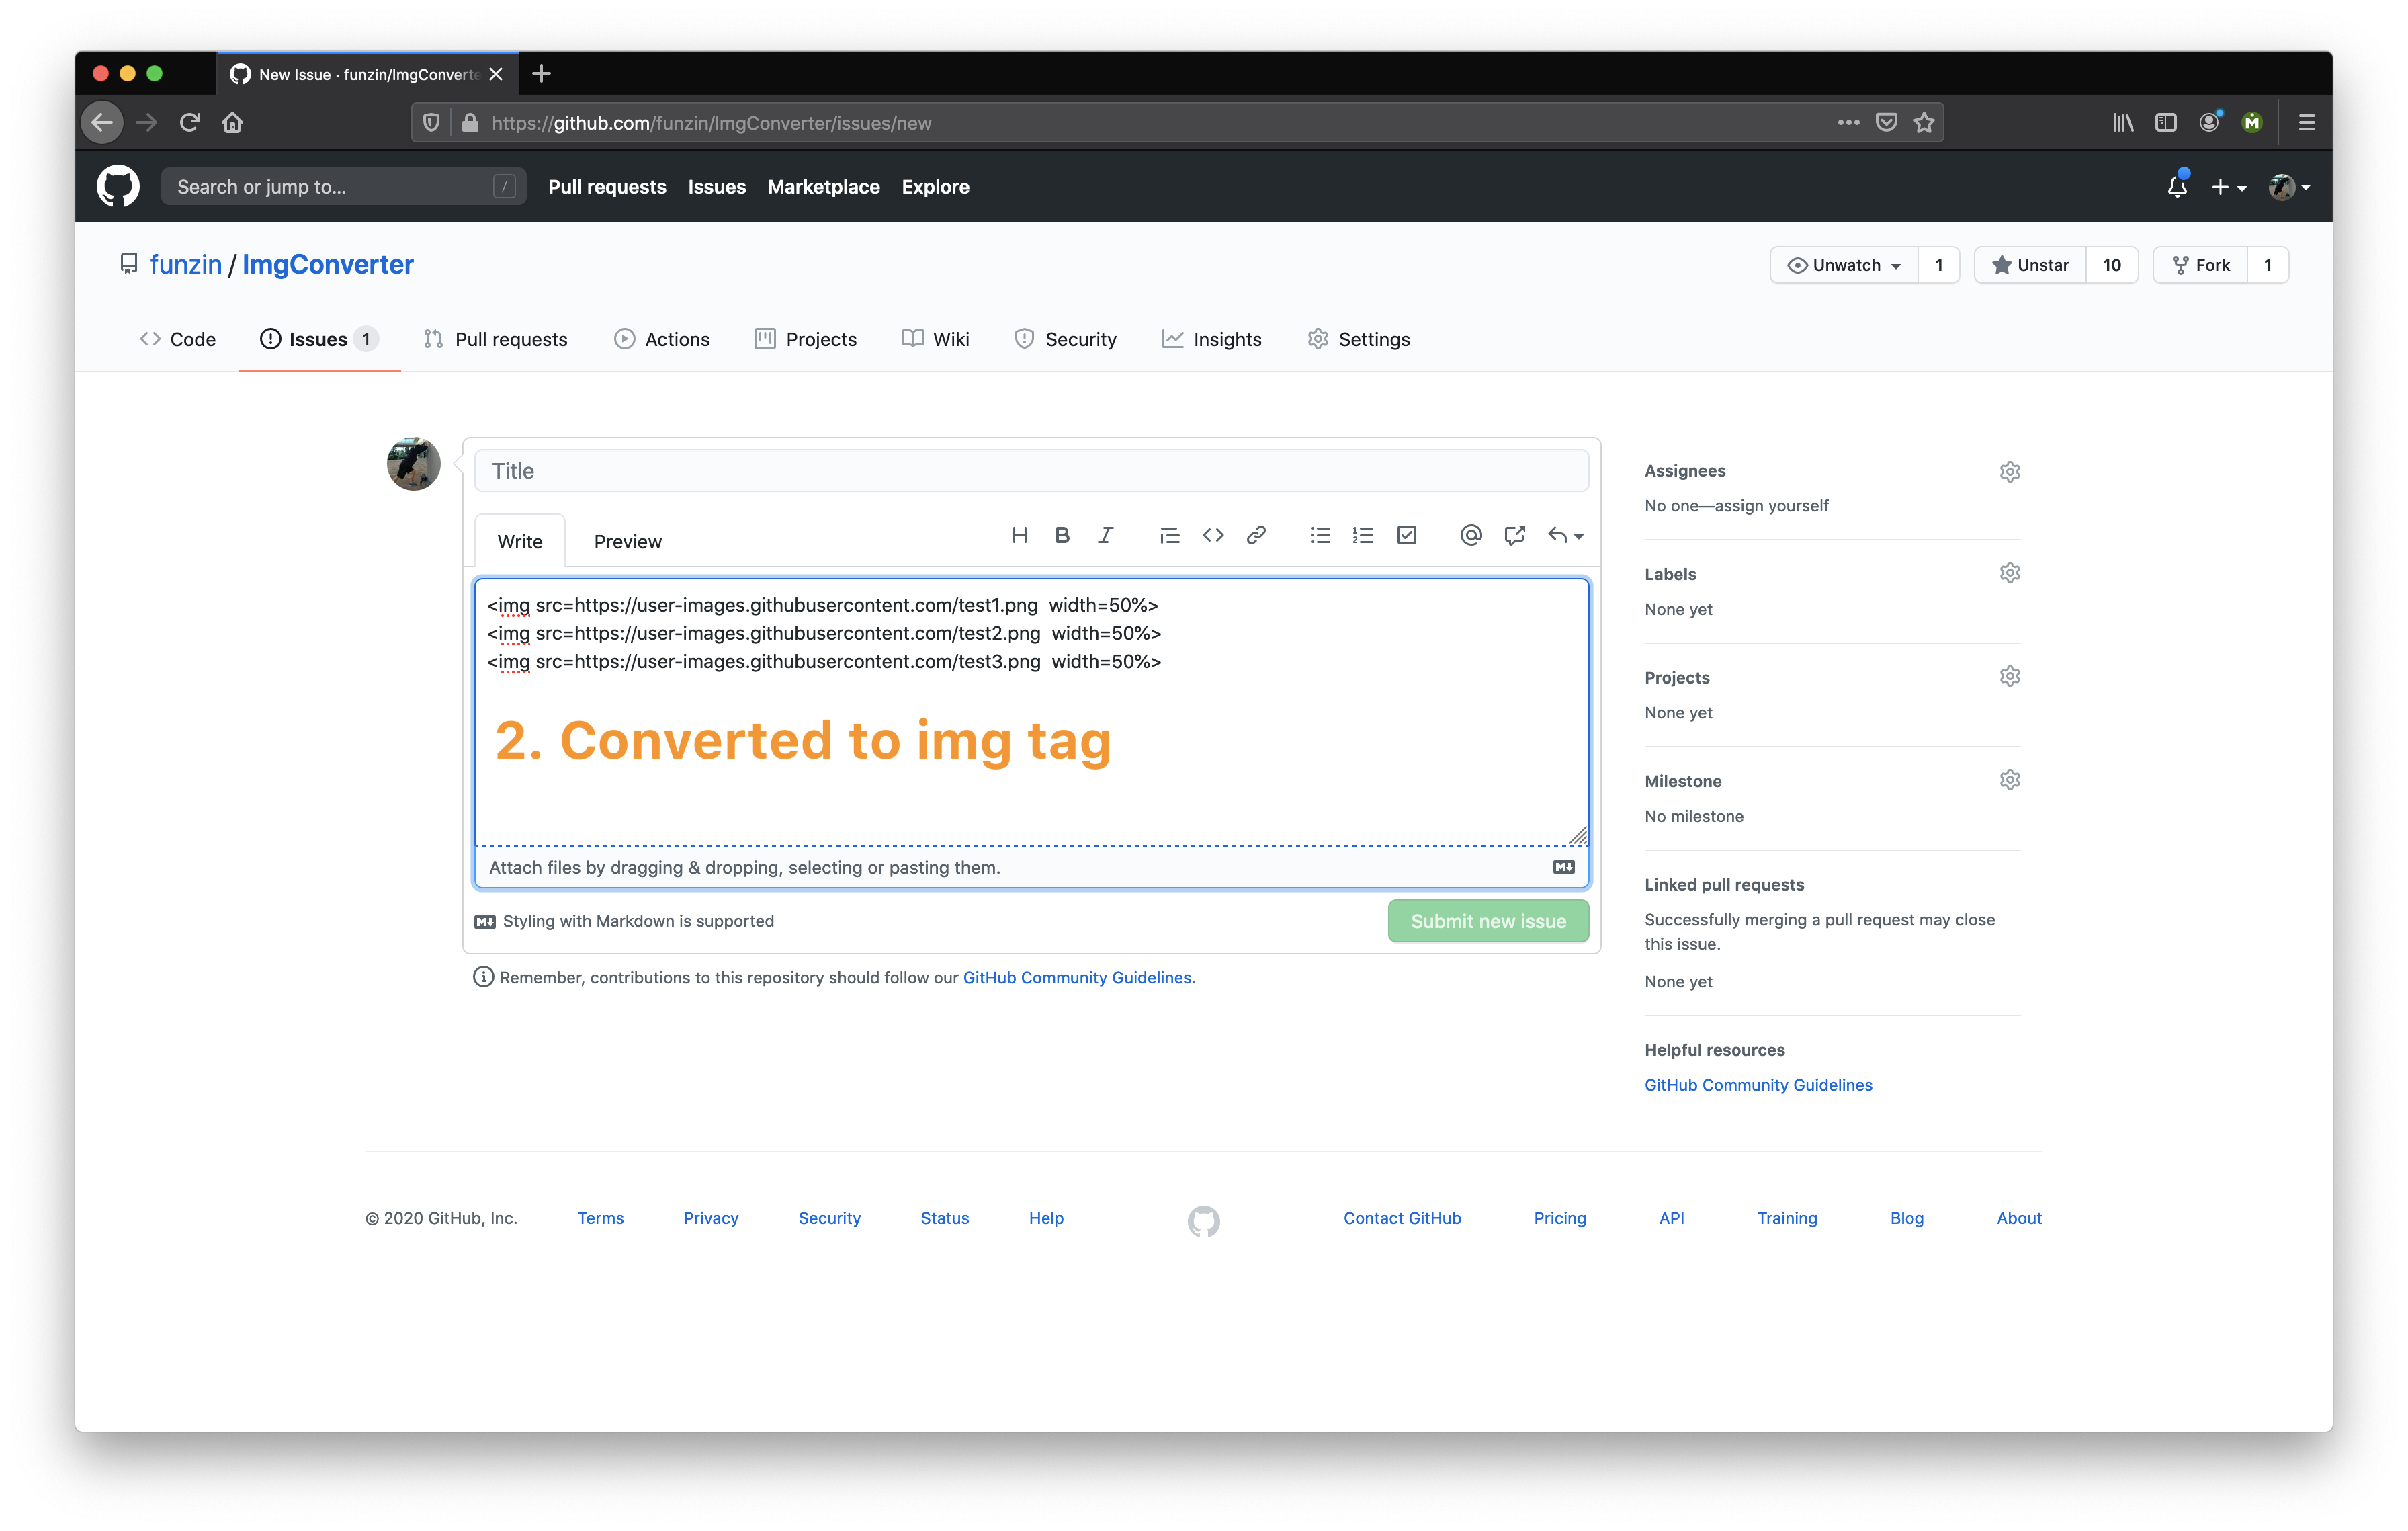 New Issue · funzin/ImgConverte
https://github.com/funzin/ImgConverter/issues/new
Search or jump to... /
Pull requests Issues Marketplace Explore
funzin / ImgConverter
Unwatch 1 Unstar 10 Fork 1
Code Issues 1 Pull requests Actions Projects Wiki Security Insights Settings
Title
Write Preview
<img src=https://user-images.githubusercontent.com/test1.png  width=50%>
<img src=https://user-images.githubusercontent.com/test2.png  width=50%>
<img src=https://user-images.githubusercontent.com/test3.png  width=50%>
2. Converted to img tag
Attach files by dragging & dropping, selecting or pasting them.
Styling with Markdown is supported
Submit new issue
Remember, contributions to this repository should follow our GitHub Community Guidelines.
Assignees
No one—assign yourself
Labels
None yet
Projects
None yet
Milestone
No milestone
Linked pull requests
Successfully merging a pull request may close
this issue.
None yet
Helpful resources
GitHub Community Guidelines
© 2020 GitHub, Inc. Terms Privacy Security Status Help Contact GitHub Pricing API Training Blog About